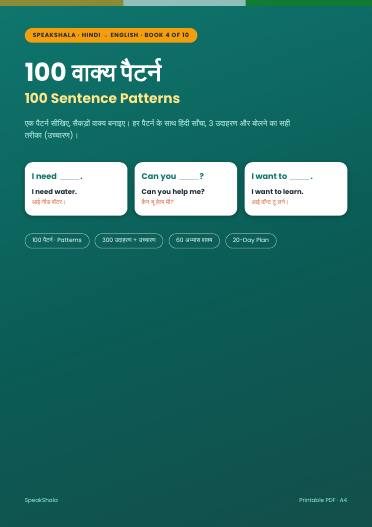 SPEAKSHALA · HINDI → ENGLISH · BOOK 4 OF 10
100 वाक्य पैटर्न
100 Sentence Patterns
एक पैटर्न सीखिए, सैकड़ों वाक्य बनाइए। हर पैटर्न के साथ हिंदी साँचा, 3 उदाहरण और बोलने का सही
तरीका (उच्चारण)।
I need ____. Can you ____? I want to ____.
I need water. Can you help me? I want to learn.
आई नीड वॉटर। कैन यू हेल्प मी? आई वॉन्ट टू लर्न।
100 पैटर्न · Patterns 300 उदाहरण + उच्चारण 60 अभ्यास वाक्य 20-Day Plan
SpeakShala Printable PDF · A4